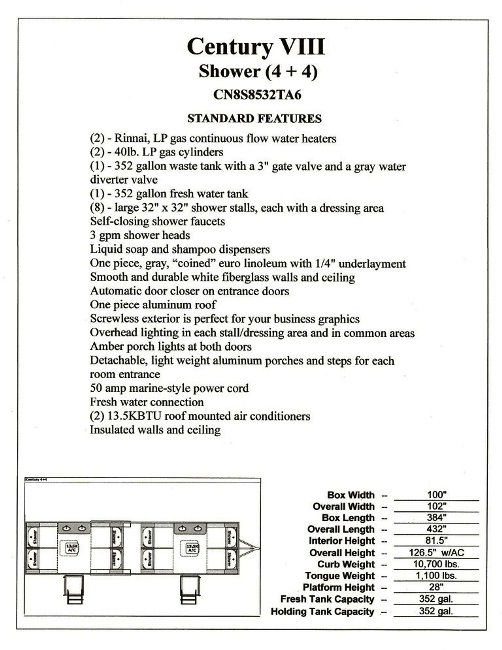 Century VIII
Shower (4 + 4)
CN8S8532TA6
STANDARD FEATURES
(2) - Rinnai, LP gas continuous flow water heaters
(2) - 40lb. LP gas cylinders
(1) - 352 gallon waste tank with a 3" gate valve and a gray water
diverter valve
(1) - 352 gallon fresh water tank
(8) - large 32" x 32" shower stalls, each with a dressing area
Self-closing shower faucets
3 gpm shower heads
Liquid soap and shampoo dispensers
One piece, gray, “coined” euro linoleum with 1/4" underlayment
Smooth and durable white fiberglass walls and ceiling
Automatic door closer on entrance doors
One piece aluminum roof
Screwless exterior is perfect for your business graphics
Overhead lighting in each stall/dressing area and in common areas
Amber porch lights at both doors
Detachable, light weight aluminum porches and steps for each
room entrance
50 amp marine-style power cord
Fresh water connection
(2) 13.5KBTU roof mounted air conditioners
Insulated walls and ceiling
Century 4+4
Box Width -- 100"
Overall Width -- 102"
Box Length -- 384"
Overall Length -- 432"
Interior Height -- 81.5"
Overall Height -- 126.5" w/AC
Curb Weight -- 10,700 lbs.
Tongue Weight -- 1,100 lbs.
Platform Height -- 28"
Fresh Tank Capacity -- 352 gal.
Holding Tank Capacity -- 352 gal.